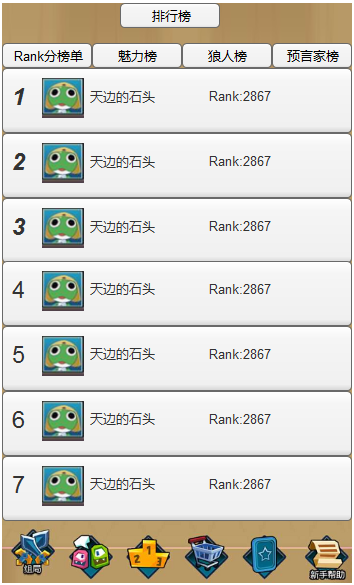 排行榜
Rank分榜单 魅力榜 狼人榜 预言家榜
1 天边的石头 Rank:2867
2 天边的石头 Rank:2867
3 天边的石头 Rank:2867
4 天边的石头 Rank:2867
5 天边的石头 Rank:2867
6 天边的石头 Rank:2867
7 天边的石头 Rank:2867
2 1 3
组局 新手帮助